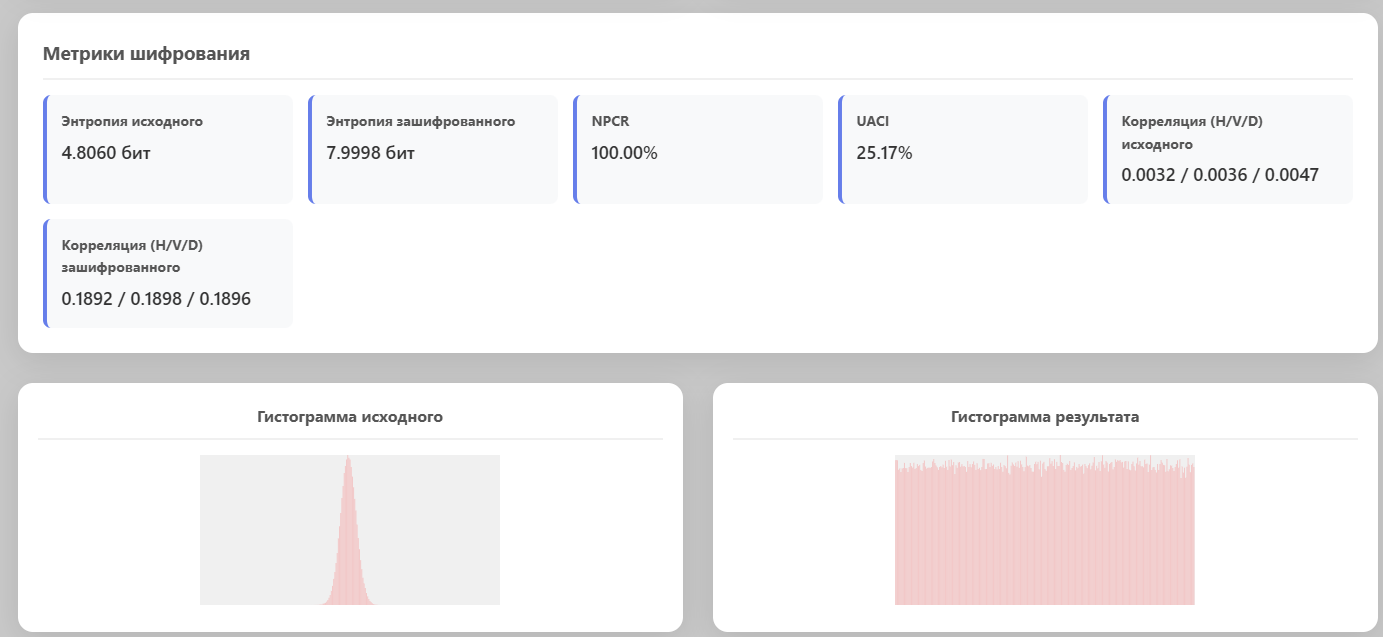 Метрики шифрования
Энтропия исходного
4.8060 бит
Энтропия зашифрованного
7.9998 бит
NPCR
100.00%
UACI
25.17%
Корреляция (H/V/D)
исходного
0.0032 / 0.0036 / 0.0047
Корреляция (H/V/D)
зашифрованного
0.1892 / 0.1898 / 0.1896
Гистограмма исходного
Гистограмма результата